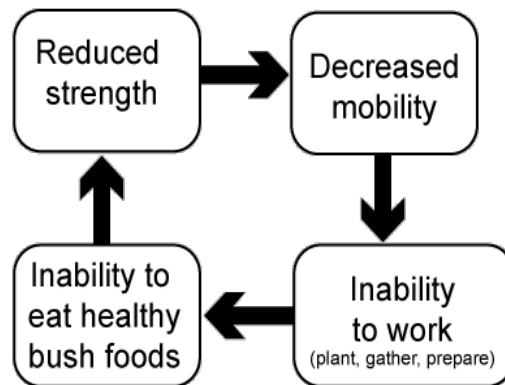 Reduced
strength
Decreased
mobility
Inability to
eat healthy
bush foods
Inability
to work
(plant, gather, prepare)